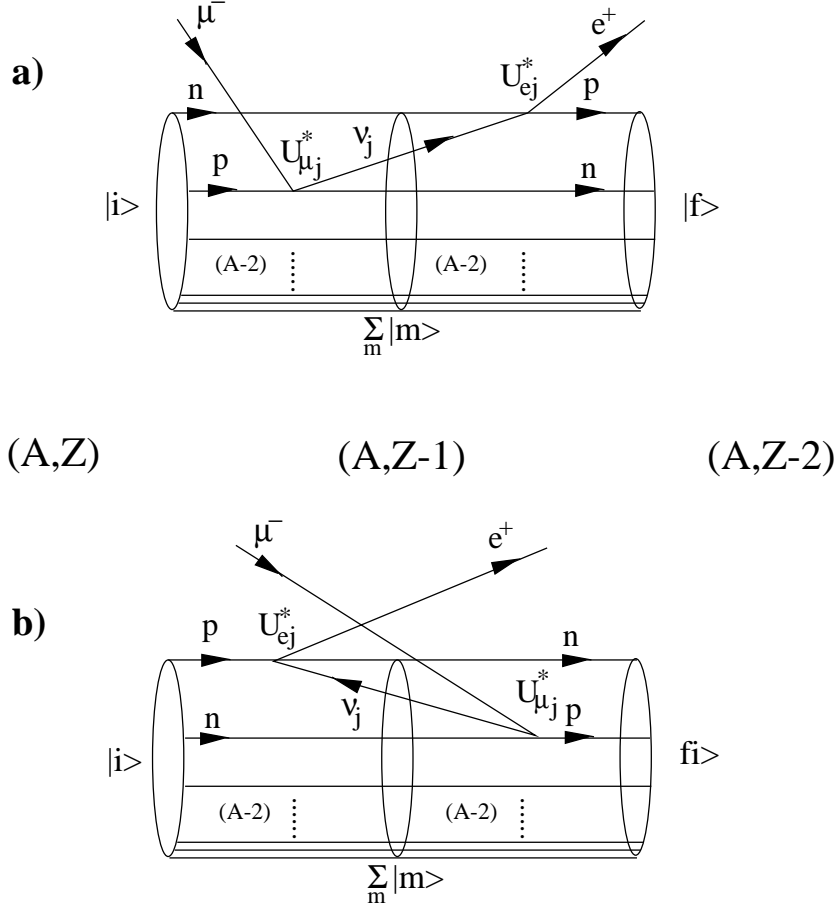 μ⁻ e⁺
a)
U*ej
n p
U*μj νj
p n
|i> |f>
(A-2) (A-2)
Σm |m>
(A,Z) (A,Z-1) (A,Z-2)
μ⁻ e⁺
b)
p U*ej n
νj U*μj
n p
|i> fi>
(A-2) (A-2)
Σm |m>